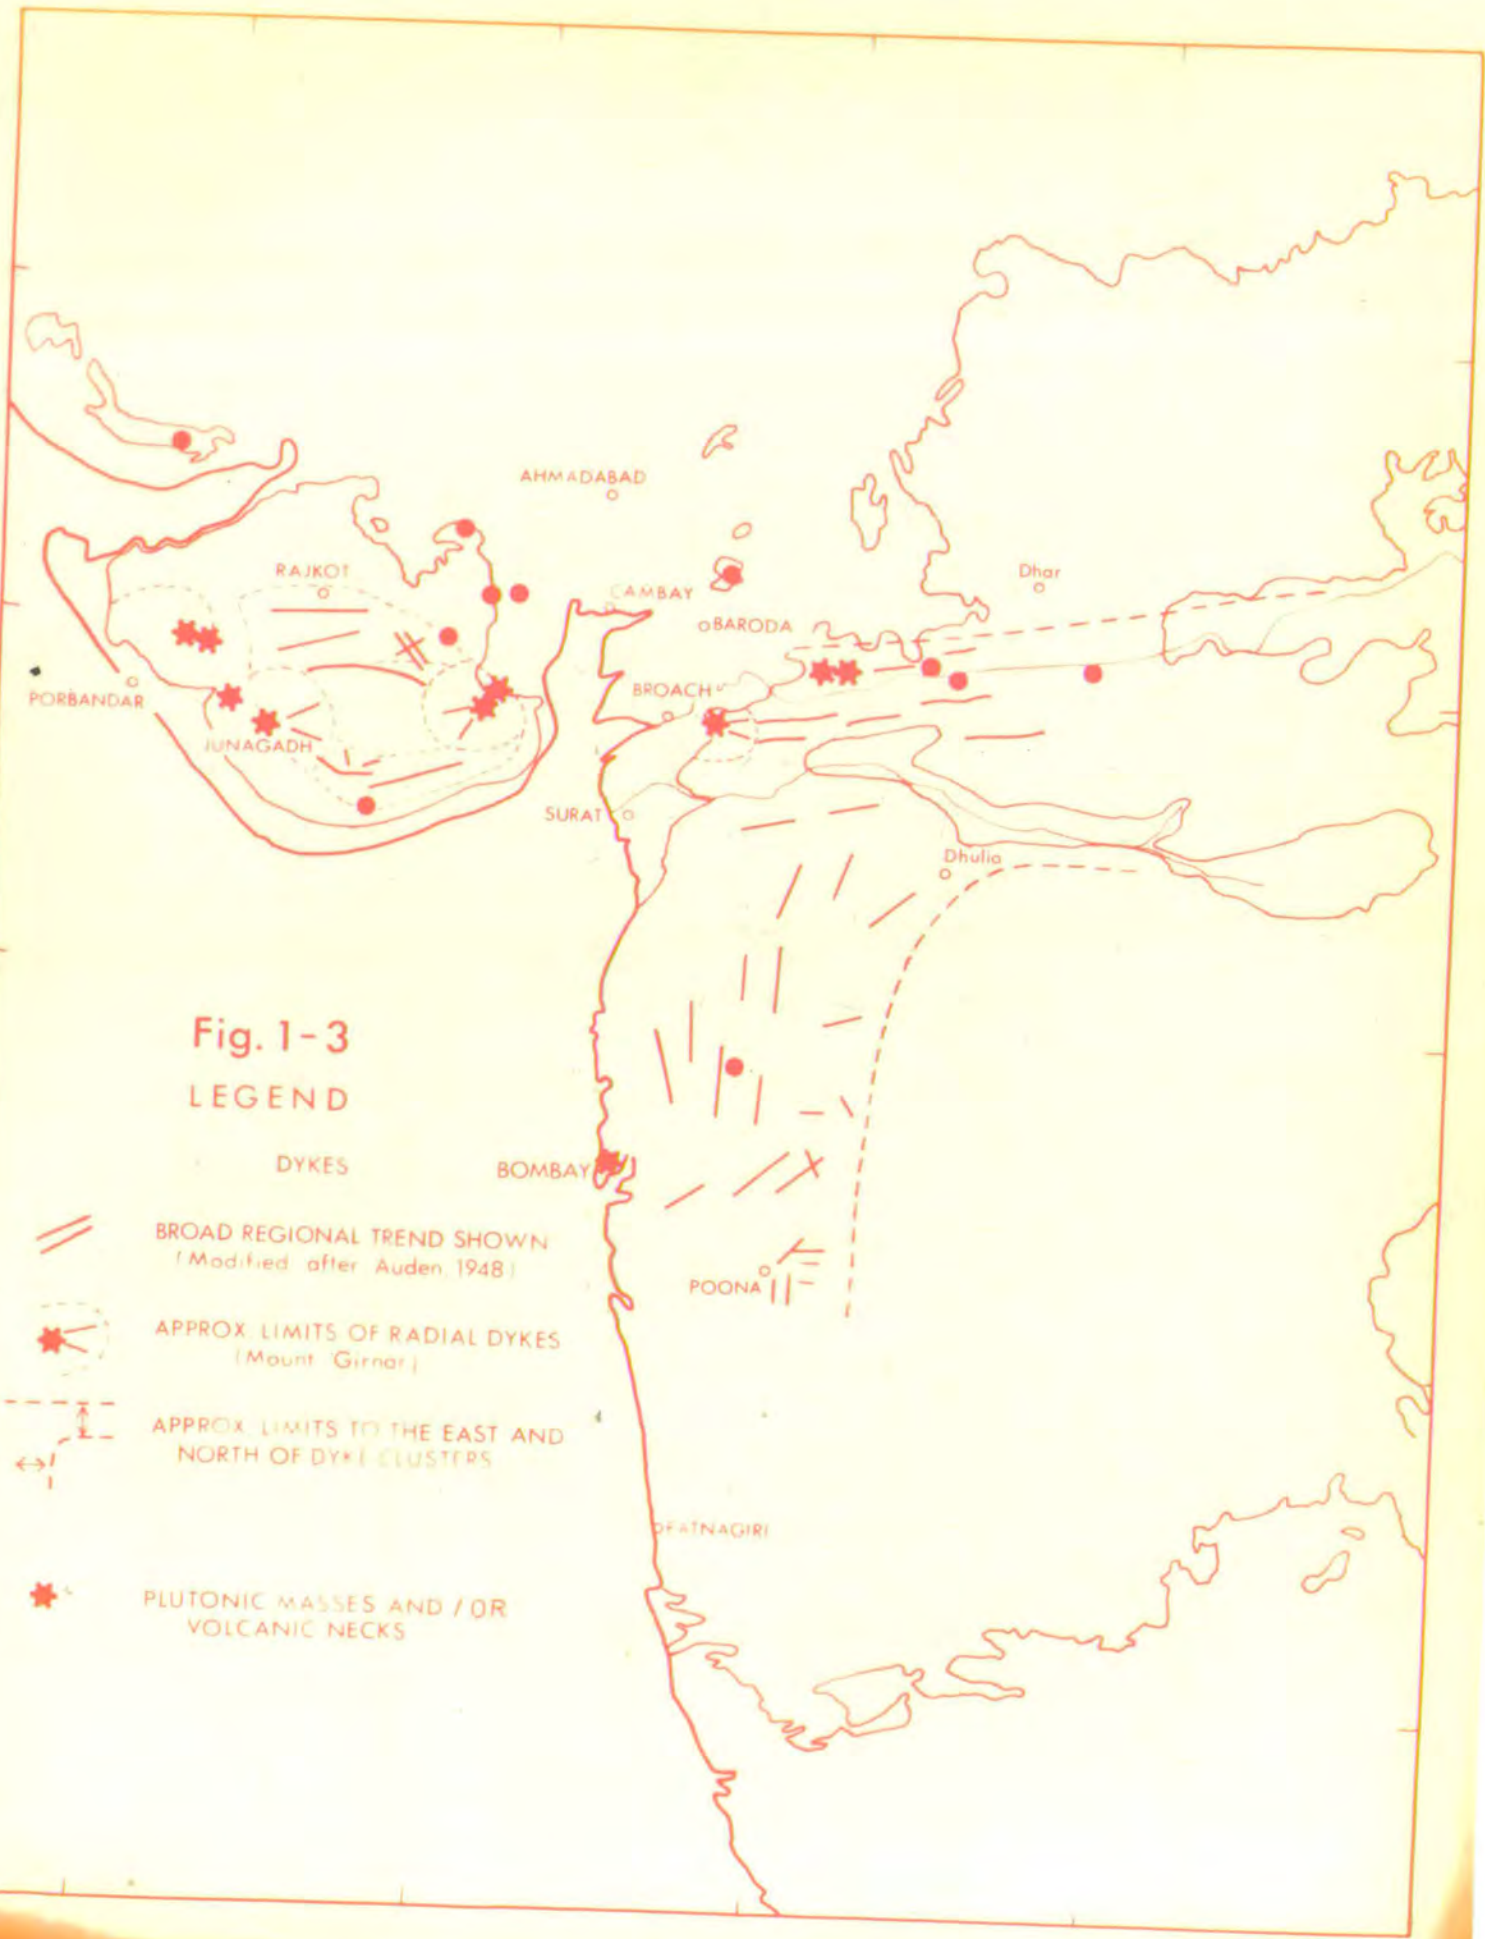 AHMADABAD
RAJKOT
CAMBAY
Dhar
BARODA
PORBANDAR
BROACH
JUNAGADH
SURAT
Dhulia
Fig. 1-3
LEGEND
DYKES
BOMBAY
BROAD REGIONAL TREND SHOWN
(Modified after Auden 1948)
POONA
APPROX. LIMITS OF RADIAL DYKES
(Mount Girnar)
APPROX. LIMITS TO THE EAST AND
NORTH OF DYKE CLUSTERS
RATNAGIRI
PLUTONIC MASSES AND / OR
VOLCANIC NECKS